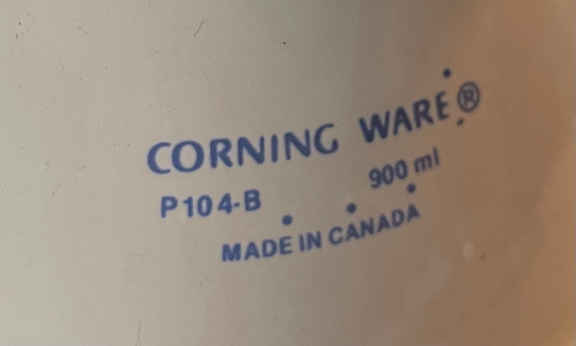 CORNING WARE®
P104-B 900 ml
MADE IN CANADA